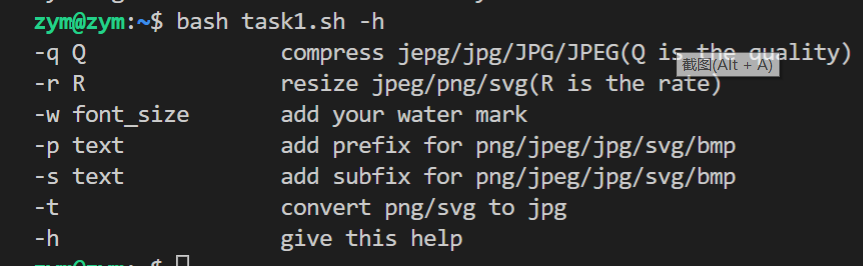 zym@zym:~$ bash task1.sh -h
-q Q compress jepg/jpg/JPG/JPEG(Q is the quality)
截图(Alt + A)
-r R resize jpeg/png/svg(R is the rate)
-w font_size add your water mark
-p text add prefix for png/jpeg/jpg/svg/bmp
-s text add subfix for png/jpeg/jpg/svg/bmp
-t convert png/svg to jpg
-h give this help
zym@zym:~$